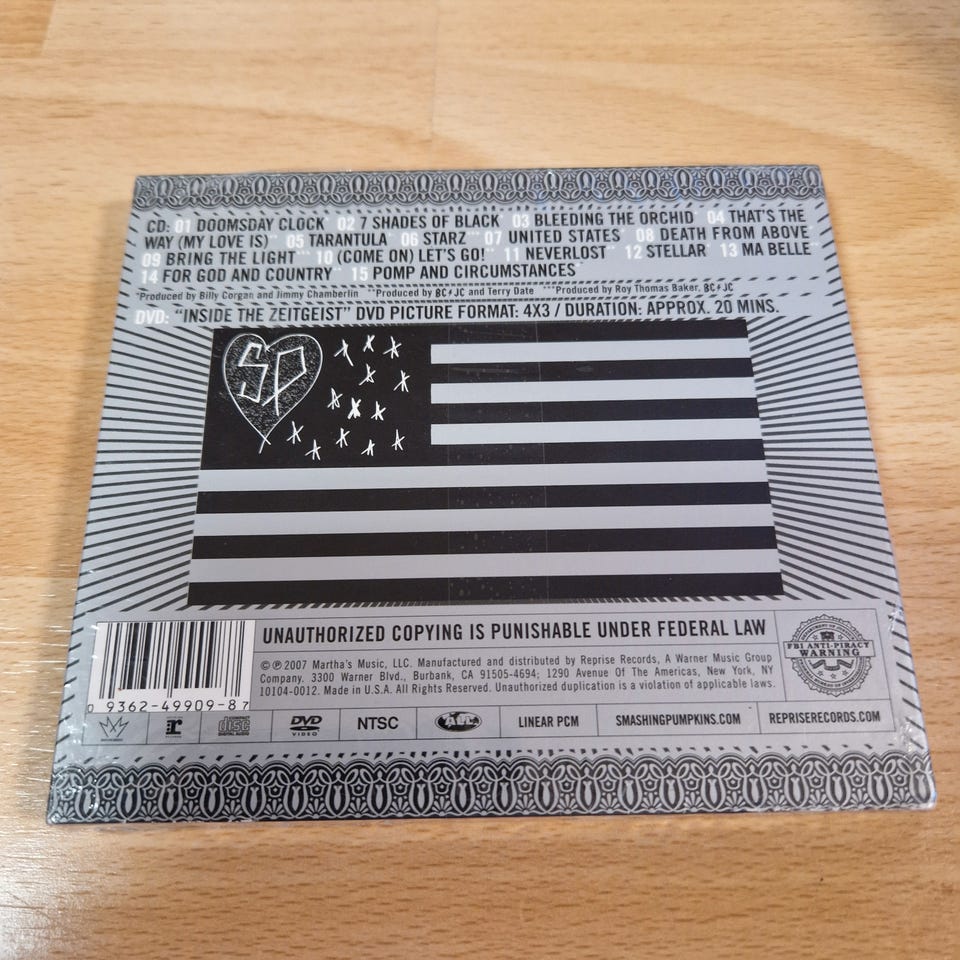 CD: 01 DOOMSDAY CLOCK* 02 7 SHADES OF BLACK* 03 BLEEDING THE ORCHID* 04 THAT'S THE
WAY (MY LOVE IS)** 05 TARANTULA*** 06 STARZ** 07 UNITED STATES** 08 DEATH FROM ABOVE
09 BRING THE LIGHT*** 10 (COME ON) LET'S GO!** 11 NEVERLOST* 12 STELLAR* 13 MA BELLE**
14 FOR GOD AND COUNTRY** 15 POMP AND CIRCUMSTANCES*
*Produced by Billy Corgan and Jimmy Chamberlin **Produced by BC⚡JC and Terry Date ***Produced by Roy Thomas Baker, BC⚡JC
DVD: "INSIDE THE ZEITGEIST" DVD PICTURE FORMAT: 4X3 / DURATION: APPROX. 20 MINS.
SP
UNAUTHORIZED COPYING IS PUNISHABLE UNDER FEDERAL LAW
© ℗ 2007 Martha's Music, LLC. Manufactured and distributed by Reprise Records, A Warner Music Group
Company. 3300 Warner Blvd., Burbank, CA 91505-4694; 1290 Avenue Of The Americas, New York, NY
10104-0012. Made in U.S.A. All Rights Reserved. Unauthorized duplication is a violation of applicable laws.
FBI ANTI-PIRACY
WARNING
0 9362-49909-8 7
r COMPACT disc DIGITAL AUDIO DVD VIDEO NTSC ALL LINEAR PCM SMASHINGPUMPKINS.COM REPRISERECORDS.COM